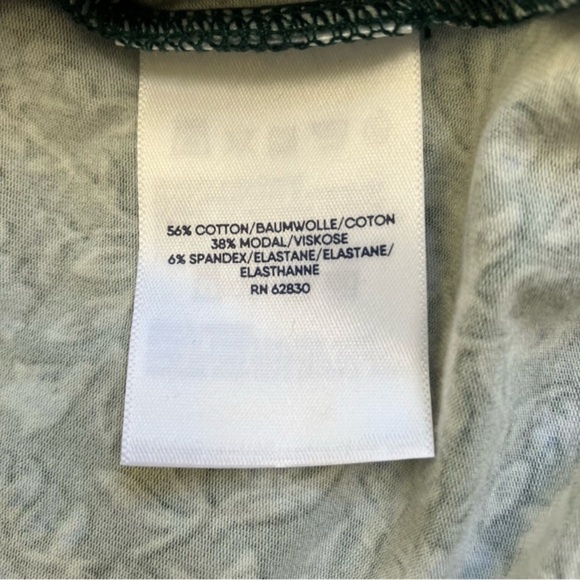 56% COTTON/BAUMWOLLE/COTON
38% MODAL/VISKOSE
6% SPANDEX/ELASTANE/ELASTANE/
ELASTHANNE
RN 62830